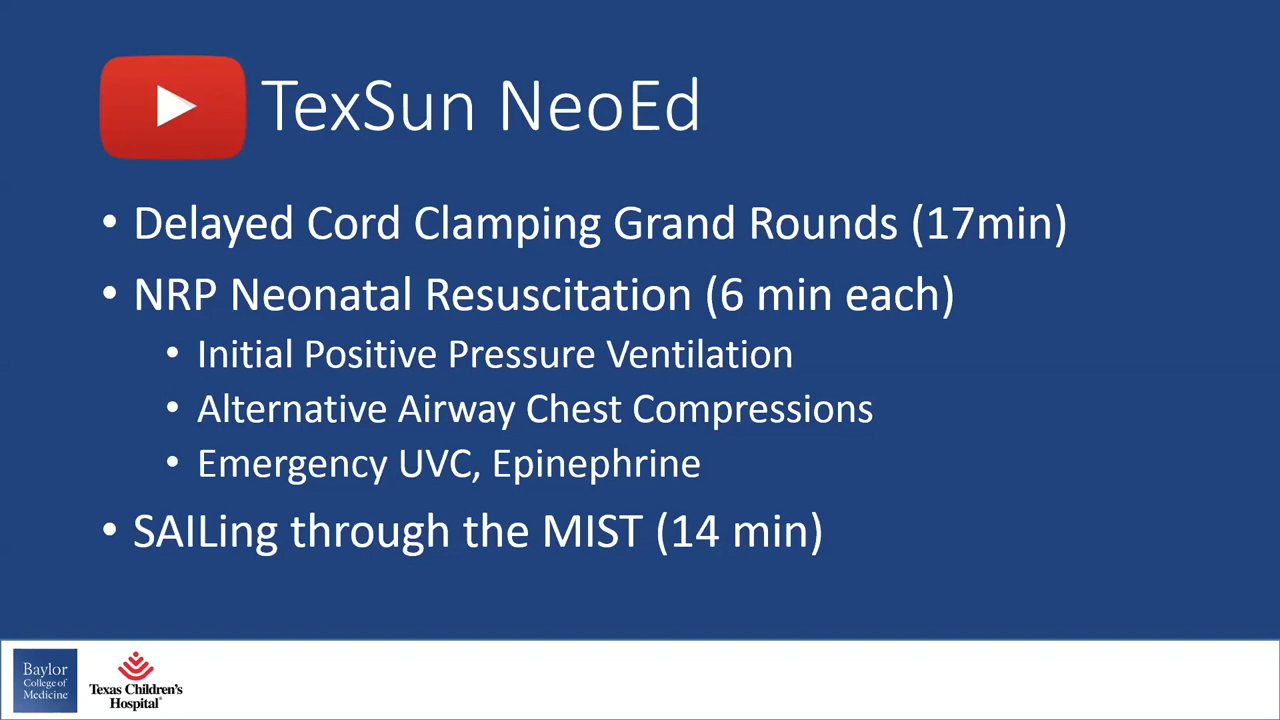 TexSun NeoEd
• Delayed Cord Clamping Grand Rounds (17min)
• NRP Neonatal Resuscitation (6 min each)
• Initial Positive Pressure Ventilation
• Alternative Airway Chest Compressions
• Emergency UVC, Epinephrine
• SAILing through the MIST (14 min)
Baylor
College of
Medicine
Texas Children's
Hospital®